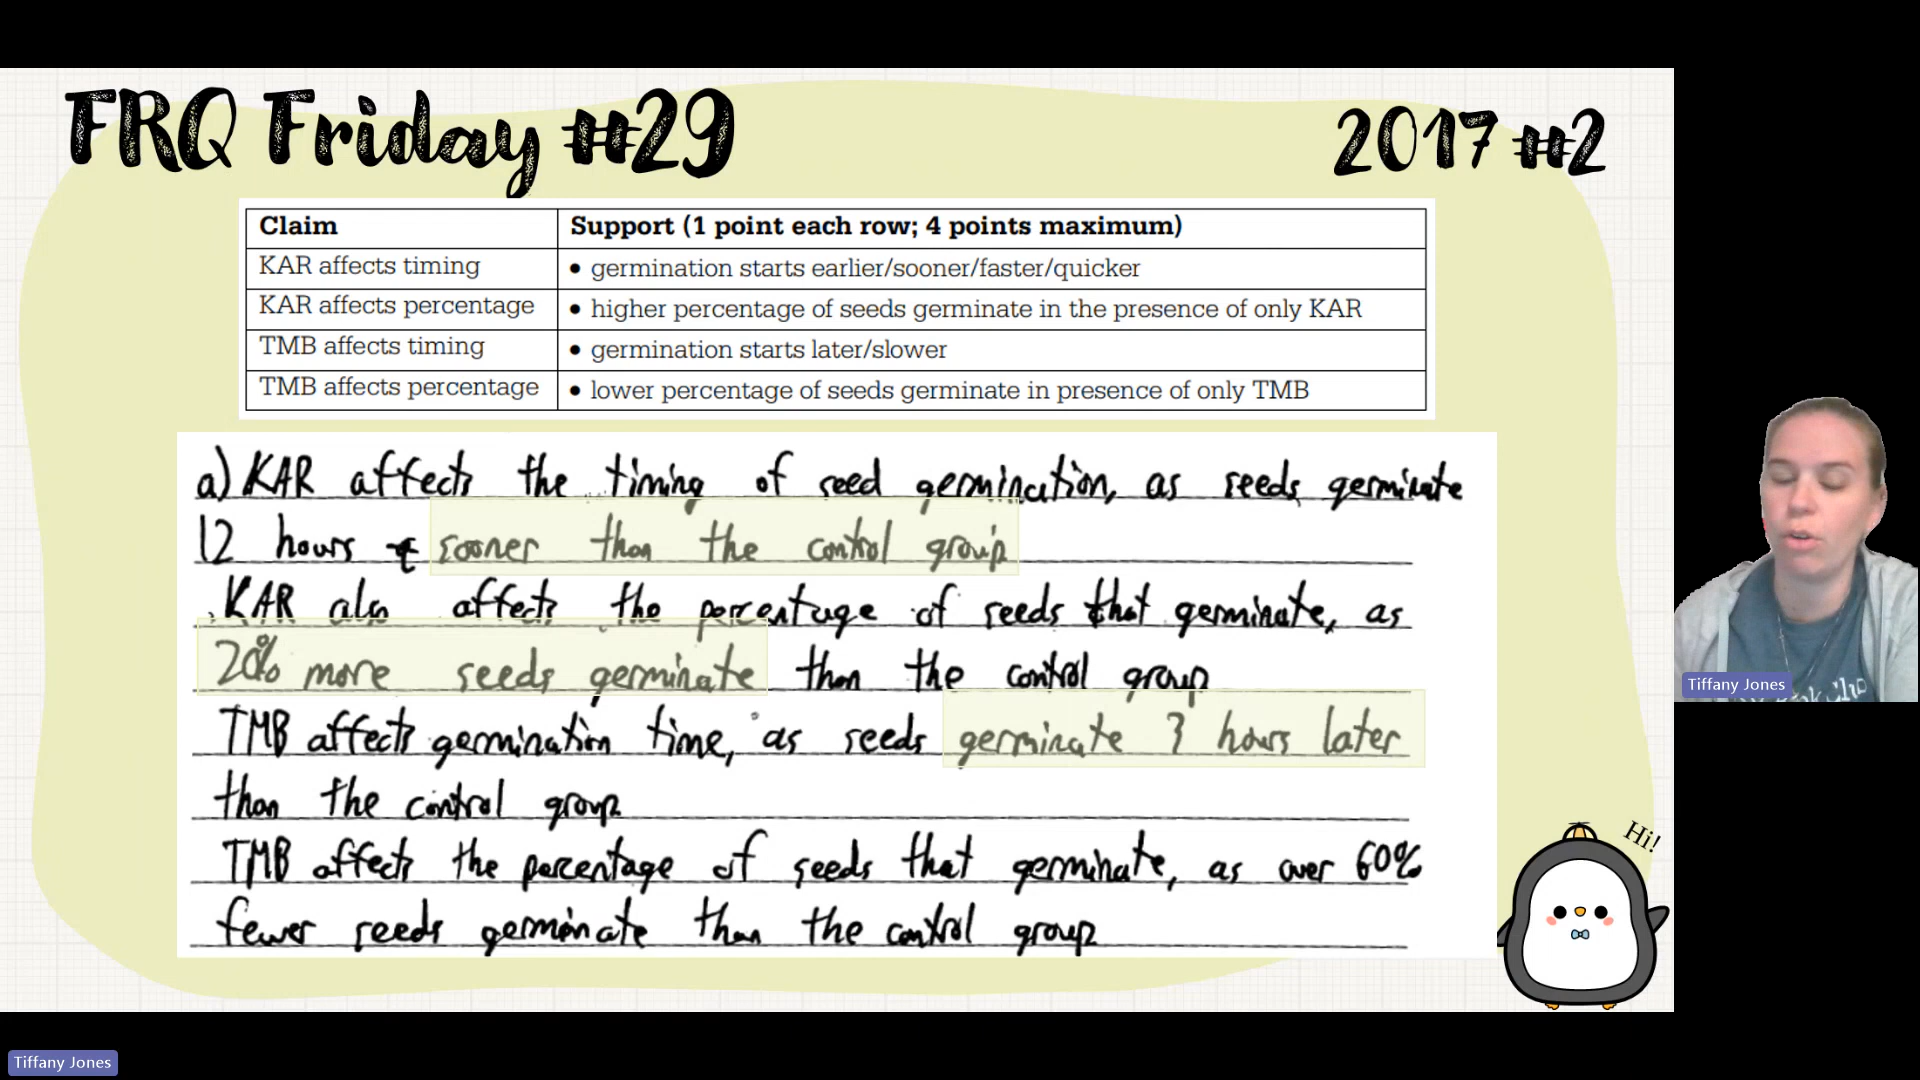 FRQ Friday #29
2017 #2
Claim
Support (1 point each row; 4 points maximum)
KAR affects timing
• germination starts earlier/sooner/faster/quicker
KAR affects percentage
• higher percentage of seeds germinate in the presence of only KAR
TMB affects timing
• germination starts later/slower
TMB affects percentage
• lower percentage of seeds germinate in presence of only TMB
a) KAR affects the timing of seed germination, as seeds germinate
12 hours sooner than the control group
KAR also affects the percentage of seeds that germinate, as
20% more seeds germinate than the control group
TMB affects germination time, as seeds germinate 3 hours later
than the control group
TMB affects the percentage of seeds that germinate, as over 60%
fewer seeds germinate than the control group
Hi!
Tiffany Jones
Tiffany Jones